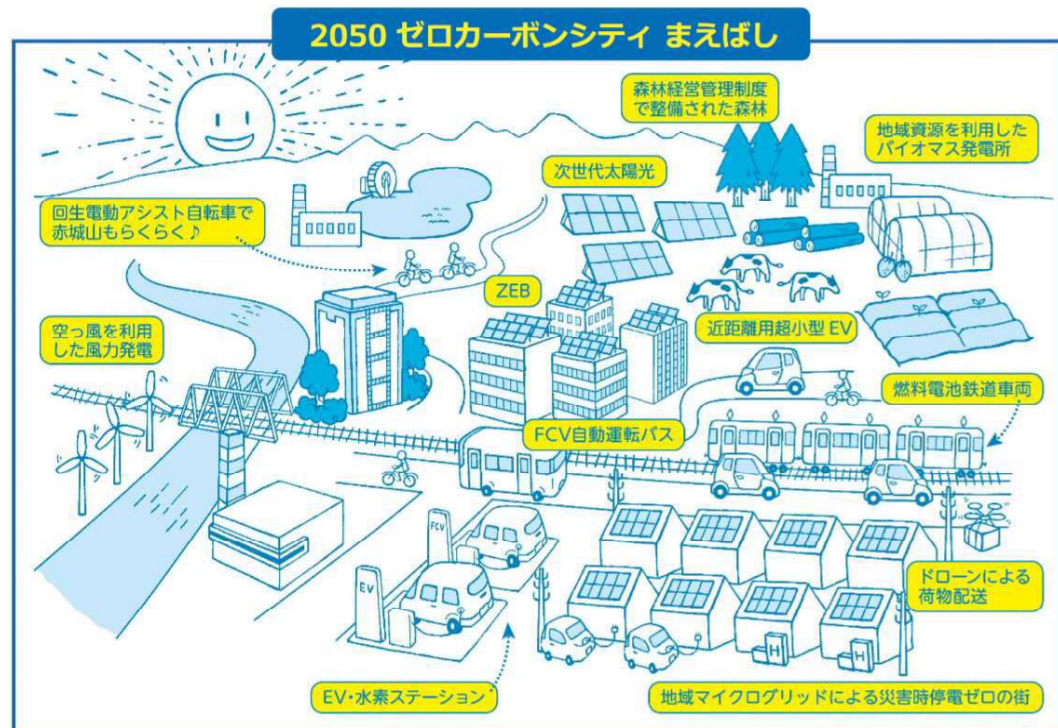 2050 ゼロカーボンシティ まえばし
森林経営管理制度
で整備された森林
地域資源を利用した
バイオマス発電所
次世代太陽光
回生電動アシスト自転車で
赤城山もらくらく♪
ZEB
空っ風を利用
した風力発電
近距離用超小型 EV
燃料電池鉄道車両
FCV自動運転バス
FCV
EV
ドローンによる
荷物配送
H
H
EV・水素ステーション
地域マイクログリッドによる災害時停電ゼロの街